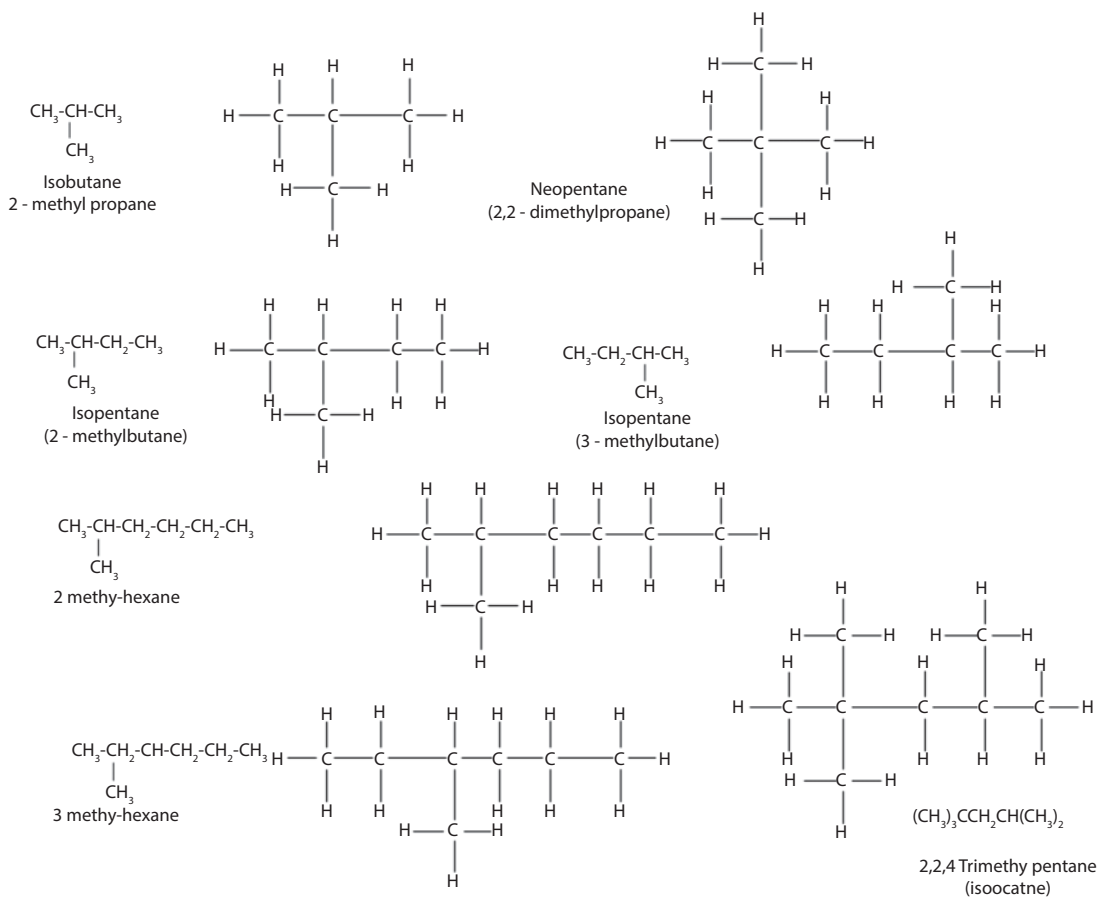 CH₃-CH-CH₃
CH₃
Isobutane
2 - methyl propane
H H H
H C C C H
H H
H C H
H
Neopentane
(2,2 - dimethylpropane)
H
H C H
H H
H C C C H
H H
H C H
H
CH₃-CH-CH₂-CH₃
CH₃
Isopentane
(2 - methylbutane)
H H H H
H C C C C H
H H H
H C H
H
CH₃-CH₂-CH-CH₃
CH₃
Isopentane
(3 - methylbutane)
H
H C H
H H H
H C C C C H
H H H H
CH₃-CH-CH₂-CH₂-CH₂-CH₃
CH₃
2 methy-hexane
H H H H H H
H C C C C C C H
H H H H H
H C H
H
CH₃-CH₂-CH-CH₂-CH₂-CH₃
CH₃
3 methy-hexane
H H H H H H
H C C C C C C H
H H H H H
H C H
H
H H
H C H H C H
H H H
H C C C C C H
H H H H
H C H
H
(CH₃)₃CCH₂CH(CH₃)₂
2,2,4 Trimethy pentane
(isoocatne)